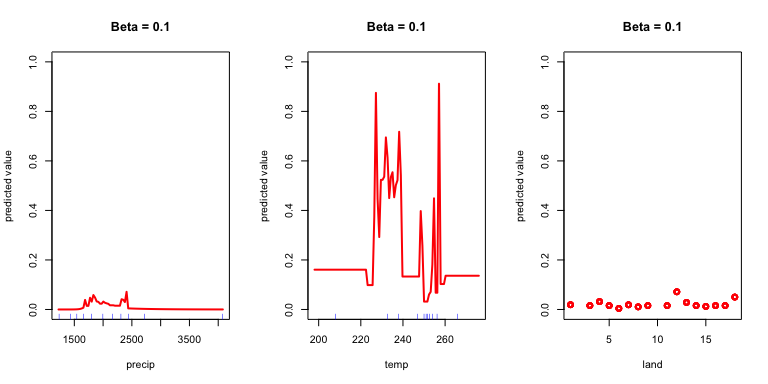 Beta = 0.1
predicted value
0.0 0.2 0.4 0.6 0.8 1.0
1500 2500 3500
precip
Beta = 0.1
predicted value
0.0 0.2 0.4 0.6 0.8 1.0
200 220 240 260
temp
Beta = 0.1
predicted value
0.0 0.2 0.4 0.6 0.8 1.0
5 10 15
land